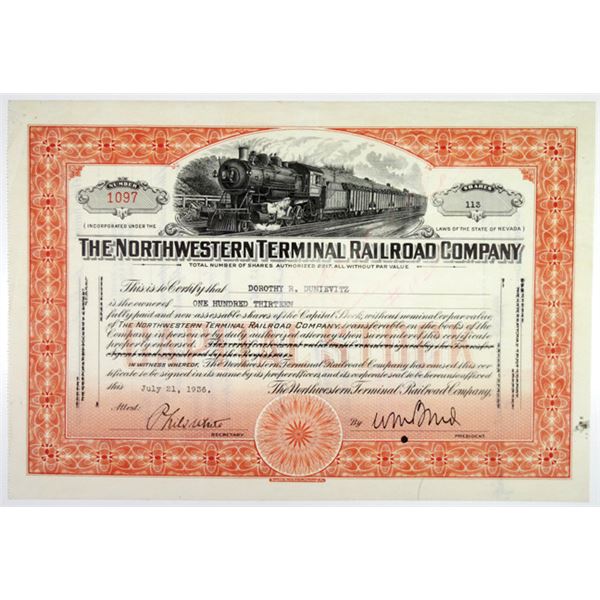 NUMBER
1097
SHARES
113
(INCORPORATED UNDER THE
LAWS OF THE STATE OF NEVADA)
THE NORTHWESTERN TERMINAL RAILROAD COMPANY
TOTAL NUMBER OF SHARES AUTHORIZED 2217. ALL WITHOUT PAR VALUE
This is to Certify that DOROTHY R. DUNIEVITZ
is the owner of ONE HUNDRED THIRTEEN
fully paid and non-assessable shares of the Capital Stock, without nominal or par value,
of THE NORTHWESTERN TERMINAL RAILROAD COMPANY, transferable on the books of the
Company in person or by duly authorized attorney upon surrender of this certificate
properly endorsed.
IN WITNESS WHEREOF, The Northwestern Terminal Railroad Company has caused this cer-
tificate to be signed in its name by its proper officers and its corporate seal to be hereunto affixed
this July 21, 1936.
The Northwestern Terminal Railroad Company,
Attest:
By
SECRETARY.
PRESIDENT.